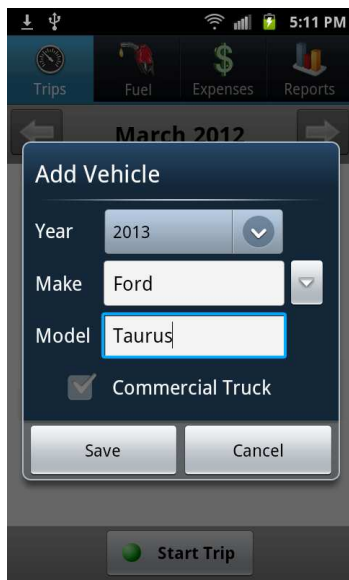 5:11 PM
Trips Fuel Expenses Reports
March 2012
Add Vehicle
Year 2013
Make Ford
Model Taurus
Commercial Truck
Save Cancel
Start Trip